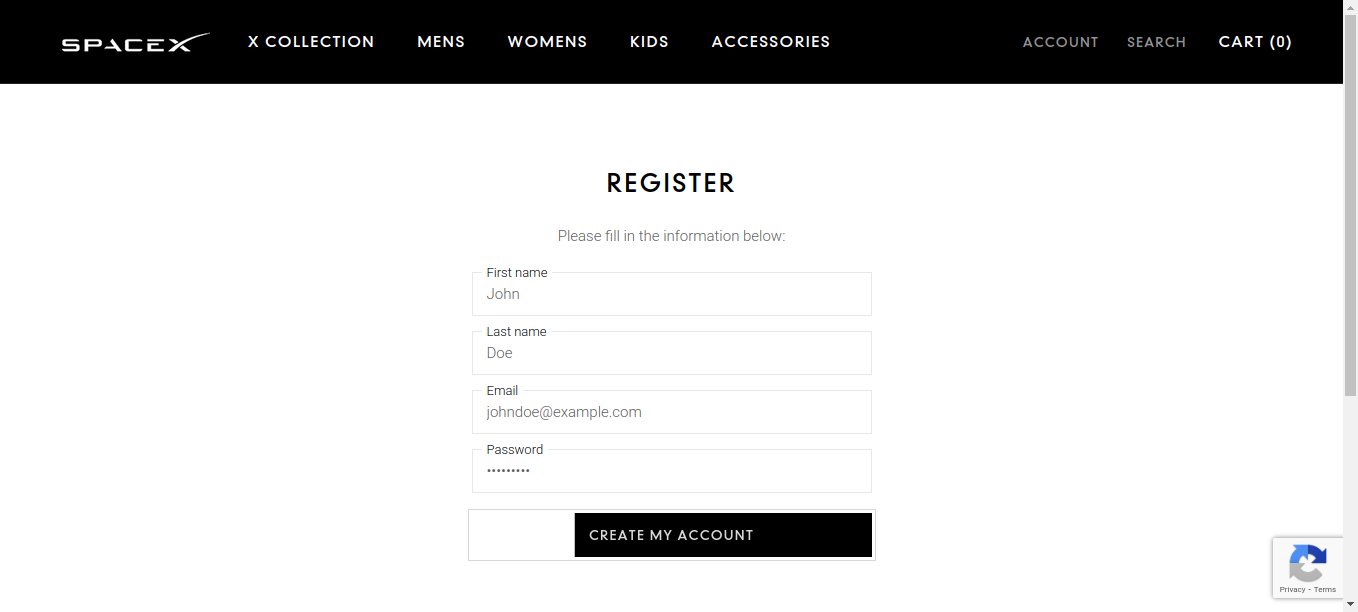 SPACEX X COLLECTION MENS WOMENS KIDS ACCESSORIES ACCOUNT SEARCH CART (0)
REGISTER
Please fill in the information below:
First name
John
Last name
Doe
Email
johndoe@example.com
Password
•••••••••
CREATE MY ACCOUNT
Privacy - Terms